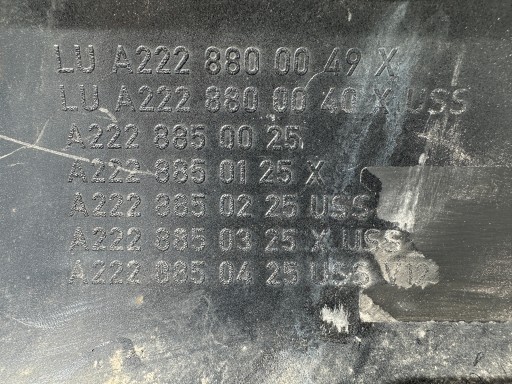 LU A222 880 00 49 X
LU A222 880 00 40 X USS
A222 885 00 25
A222 885 01 25 X
A222 885 02 25 USS
A222 885 03 25 X USS
A222 885 04 25 USS V12